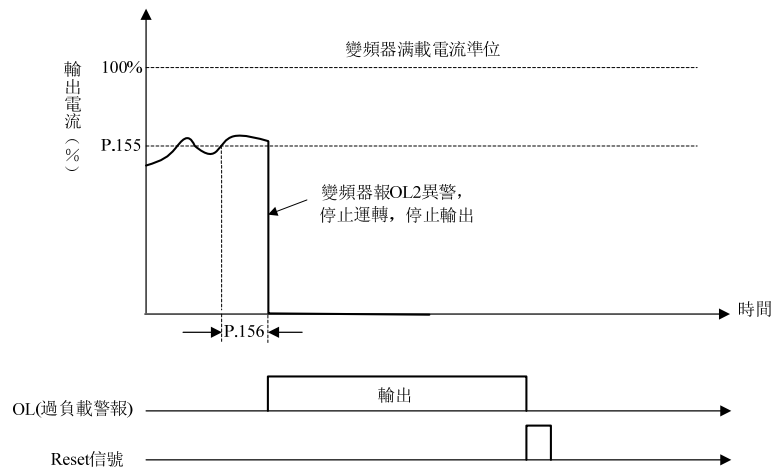 變頻器满載電流準位
100%
輸出電流(%)
P.155
變頻器報OL2異警,
停止運轉,停止輸出
時間
P.156
輸出
OL(過負載警報)
Reset信號